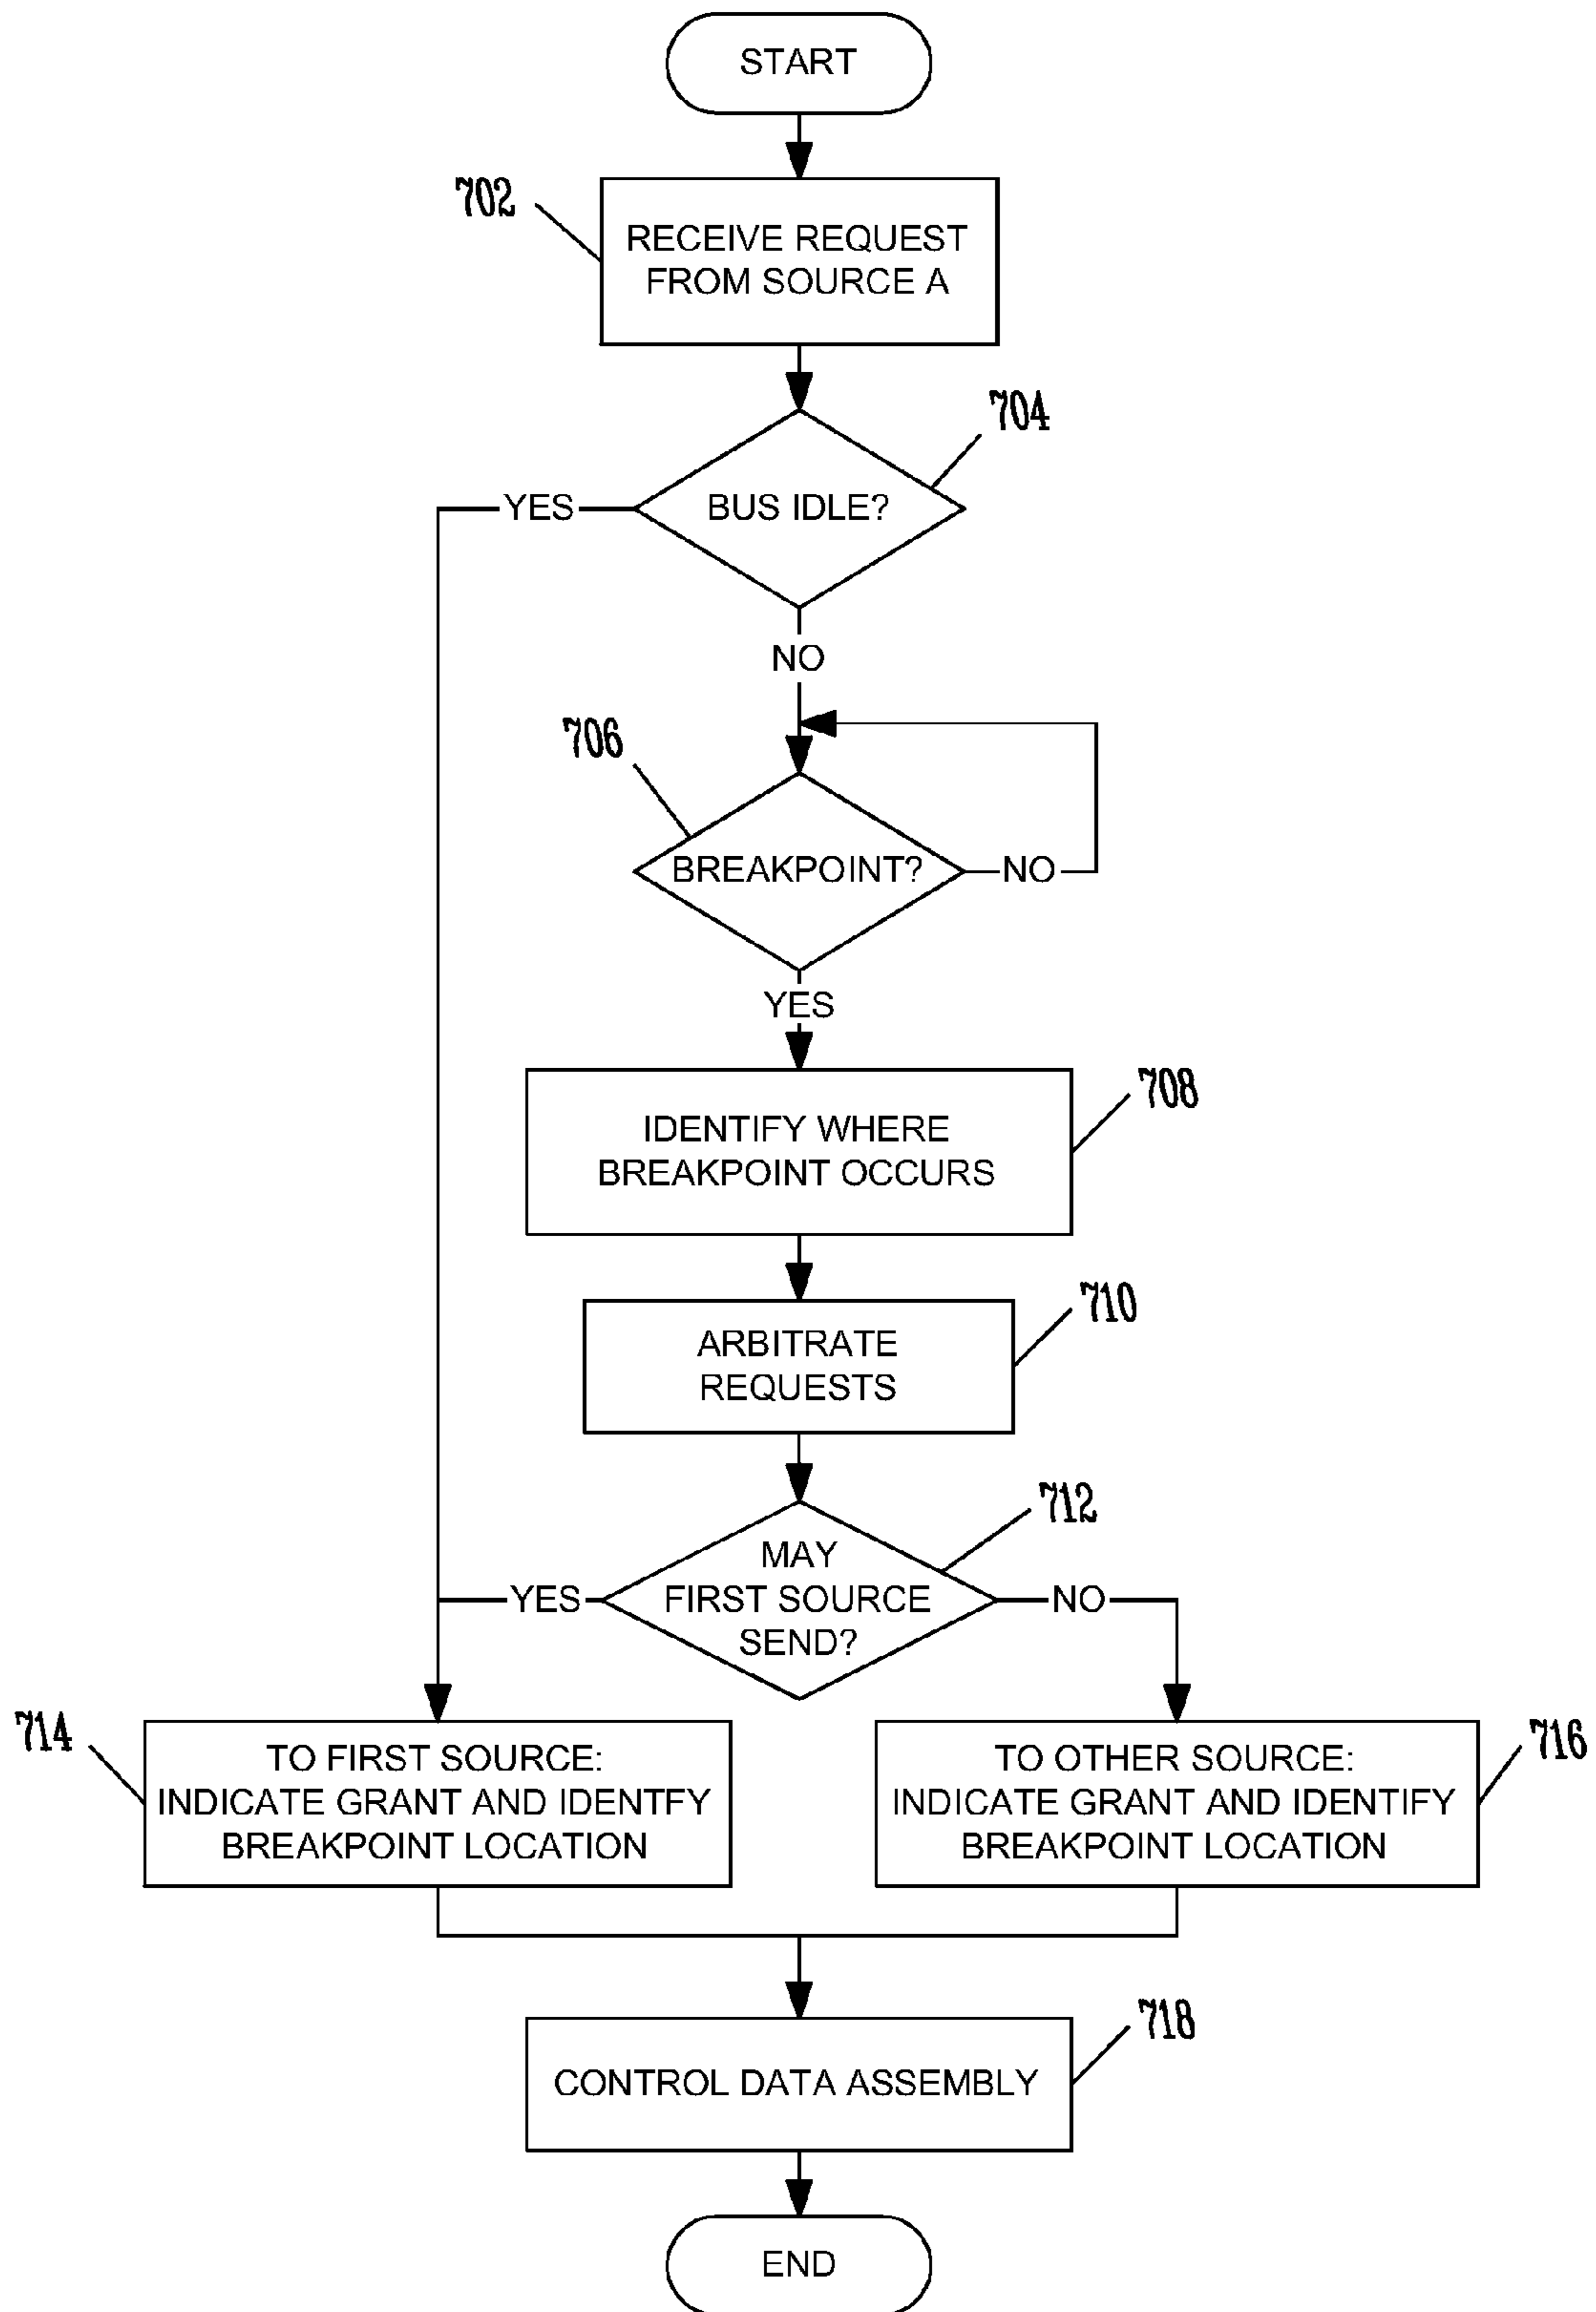 START
702
RECEIVE REQUEST
FROM SOURCE A
704
YES
BUS IDLE?
NO
706
BREAKPOINT?
NO
YES
708
IDENTIFY WHERE
BREAKPOINT OCCURS
710
ARBITRATE
REQUESTS
712
MAY
FIRST SOURCE
SEND?
YES
NO
714
TO FIRST SOURCE:
INDICATE GRANT AND IDENTFY
BREAKPOINT LOCATION
716
TO OTHER SOURCE:
INDICATE GRANT AND IDENTIFY
BREAKPOINT LOCATION
718
CONTROL DATA ASSEMBLY
END